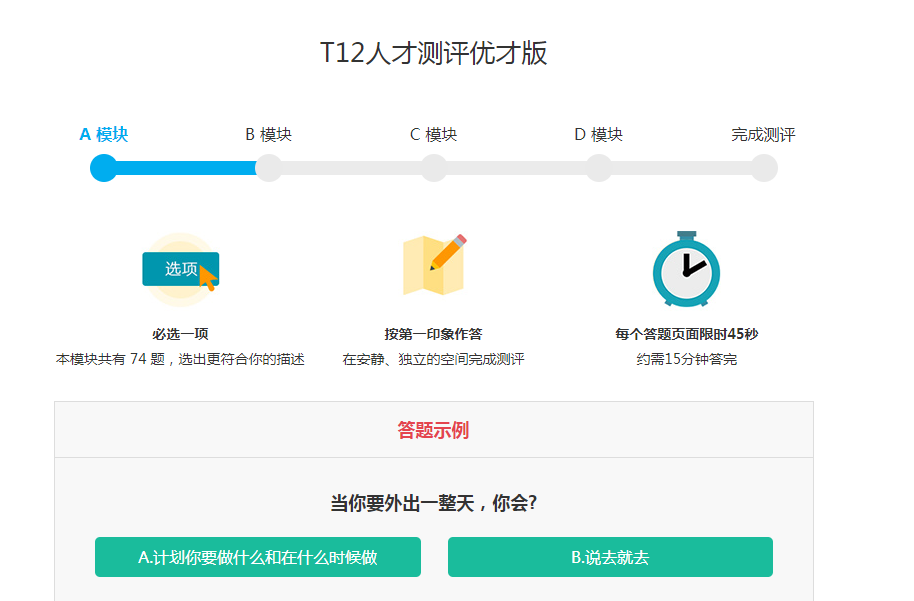 T12人才测评优才版
A 模块
B 模块
C 模块
D 模块
完成测评
选项
必选一项
按第一印象作答
每个答题页面限时45秒
本模块共有 74 题，选出更符合你的描述
在安静、独立的空间完成测评
约需15分钟答完
答题示例
当你要外出一整天，你会?
A.计划你要做什么和在什么时候做
B.说去就去